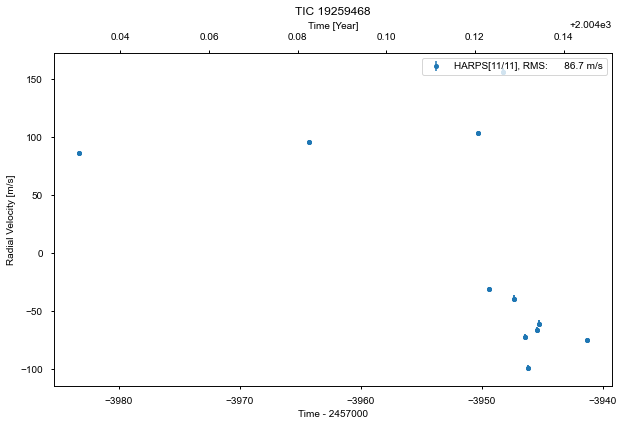 TIC 19259468
Time [Year]
+2.004e3
0.04 0.06 0.08 0.10 0.12 0.14
HARPS[11/11], RMS: 86.7 m/s
150
100
50
0
−50
−100
Radial Velocity [m/s]
−3980 −3970 −3960 −3950 −3940
Time - 2457000